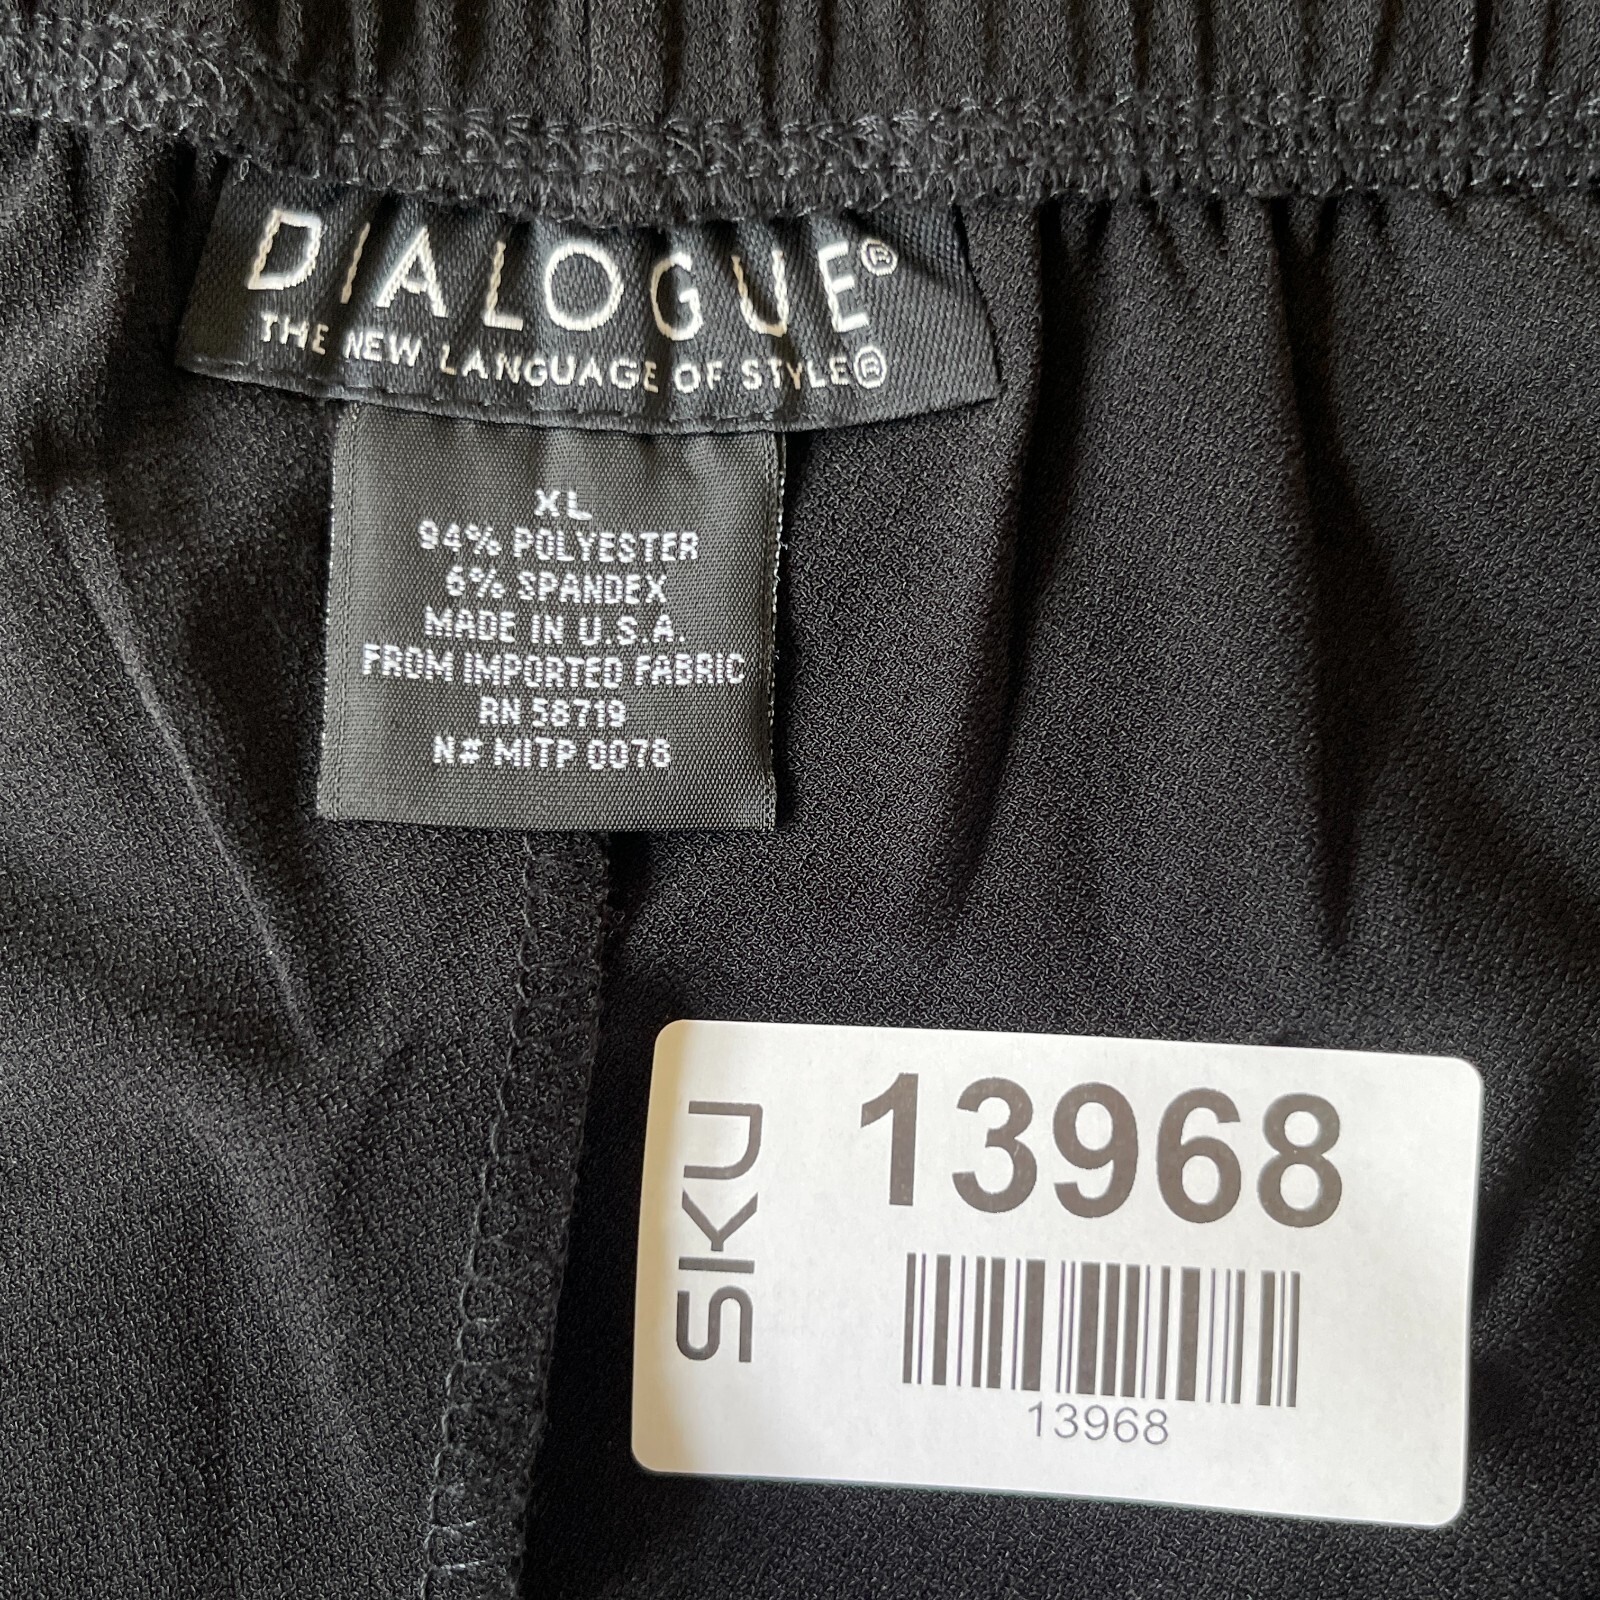 DIALOGUE®
THE NEW LANGUAGE OF STYLE®
XL
94% POLYESTER
6% SPANDEX
MADE IN U.S.A.
FROM IMPORTED FABRIC
RN 58719
N# MITP 0078
SKU
13968
13968